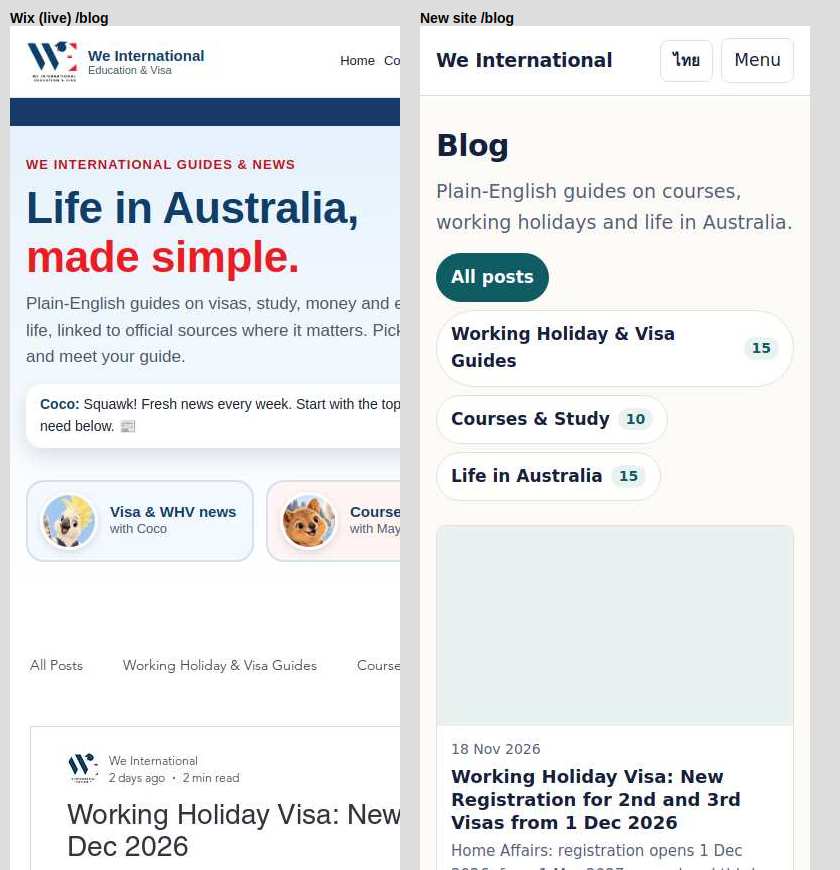 Wix (live) /blog
We International
Education & Visa
Home Co
WE INTERNATIONAL GUIDES & NEWS
Life in Australia,
made simple.
Plain-English guides on visas, study, money and e
life, linked to official sources where it matters. Pick
and meet your guide.
Coco: Squawk! Fresh news every week. Start with the top
need below.
Visa & WHV news
with Coco
Course
with May
All Posts Working Holiday & Visa Guides Course
We International
2 days ago · 2 min read
Working Holiday Visa: New
Dec 2026
New site /blog
We International
ไทย
Menu
Blog
Plain-English guides on courses,
working holidays and life in Australia.
All posts
Working Holiday & Visa
Guides
15
Courses & Study 10
Life in Australia 15
18 Nov 2026
Working Holiday Visa: New
Registration for 2nd and 3rd
Visas from 1 Dec 2026
Home Affairs: registration opens 1 Dec